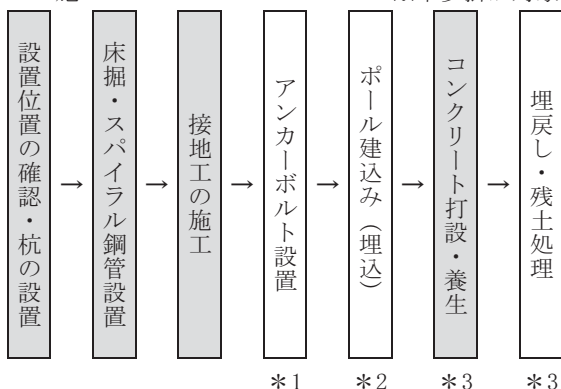 設置位置の確認・杭の設置
→
床掘・スパイラル鋼管設置
→
接地工の施工
→
アンカーボルト設置
→
ポール建込み（埋込）
→
コンクリート打設・養生
→
埋戻し・残土処理
＊1 ＊2 ＊3 ＊3